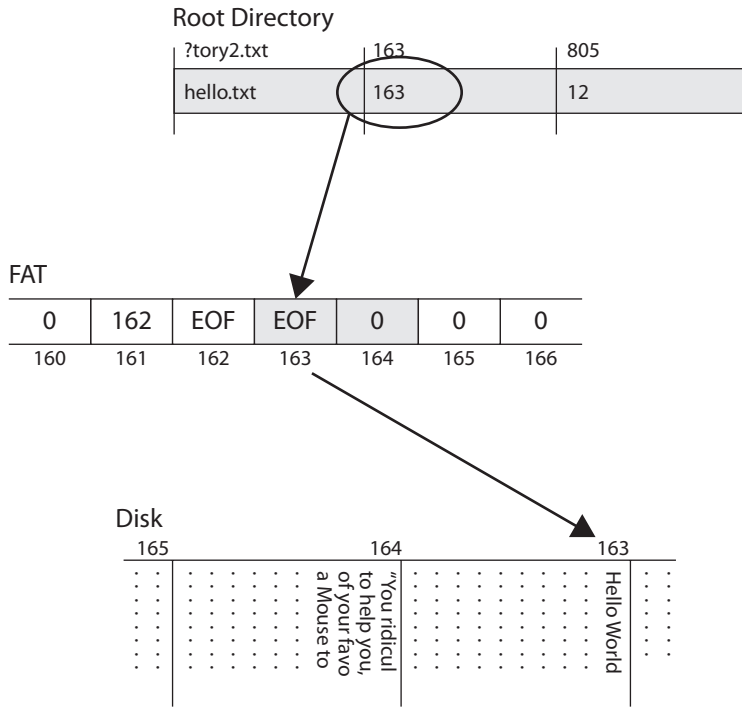 Root Directory
?tory2.txt 163 805
hello.txt 163 12
FAT
0 162 EOF EOF 0 0 0
160 161 162 163 164 165 166
Disk
165 164 163
Hello World
"You ridicul
to help you,
of your favo
a Mouse to